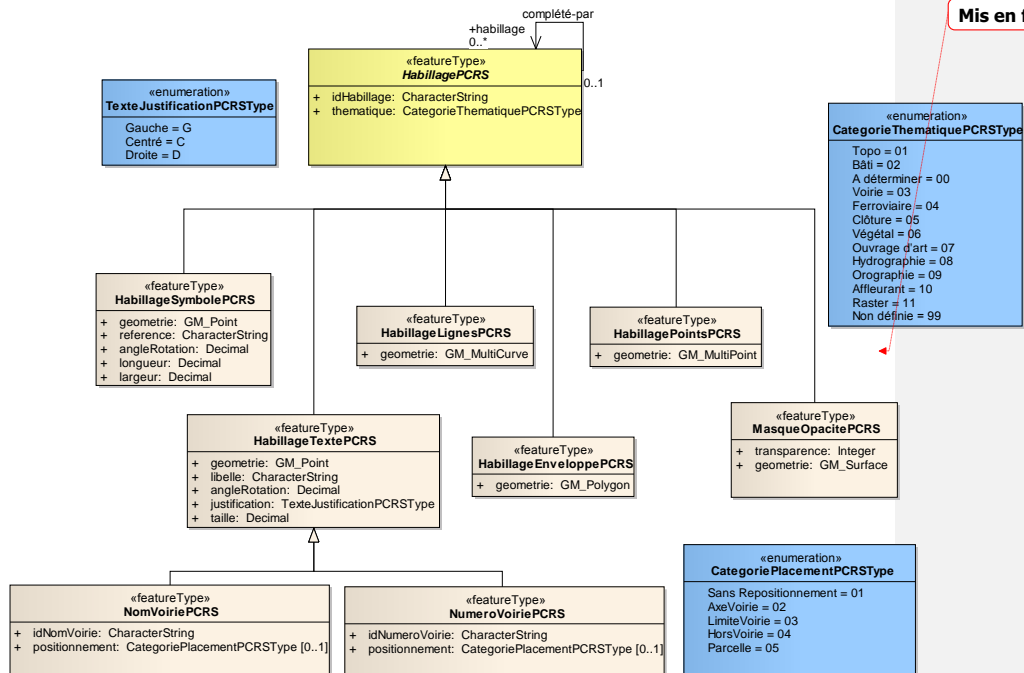 Mis en f
complété-par
+habillage
0..*
0..1
«featureType»
HabillagePCRS
+ idHabillage: CharacterString
+ thematique: CategorieThematiquePCRSType
«enumeration»
TexteJustificationPCRSType
Gauche = G
Centré = C
Droite = D
«enumeration»
CategorieThematiquePCRSType
Topo = 01
Bâti = 02
A déterminer = 00
Voirie = 03
Ferroviaire = 04
Clôture = 05
Végétal = 06
Ouvrage d'art = 07
Hydrographie = 08
Orographie = 09
Affleurant = 10
Raster = 11
Non définie = 99
«featureType»
HabillageSymbolePCRS
+ geometrie: GM_Point
+ reference: CharacterString
+ angleRotation: Decimal
+ longueur: Decimal
+ largeur: Decimal
«featureType»
HabillageLignesPCRS
+ geometrie: GM_MultiCurve
«featureType»
HabillagePointsPCRS
+ geometrie: GM_MultiPoint
«featureType»
HabillageTextePCRS
+ geometrie: GM_Point
+ libelle: CharacterString
+ angleRotation: Decimal
+ justification: TexteJustificationPCRSType
+ taille: Decimal
«featureType»
HabillageEnveloppePCRS
+ geometrie: GM_Polygon
«featureType»
MasqueOpacitePCRS
+ transparence: Integer
+ geometrie: GM_Surface
«featureType»
NomVoiriePCRS
+ idNomVoirie: CharacterString
+ positionnement: CategoriePlacementPCRSType [0..1]
«featureType»
NumeroVoiriePCRS
+ idNumeroVoirie: CharacterString
+ positionnement: CategoriePlacementPCRSType [0..1]
«enumeration»
CategoriePlacementPCRSType
Sans Repositionnement = 01
AxeVoirie = 02
LimiteVoirie = 03
HorsVoirie = 04
Parcelle = 05